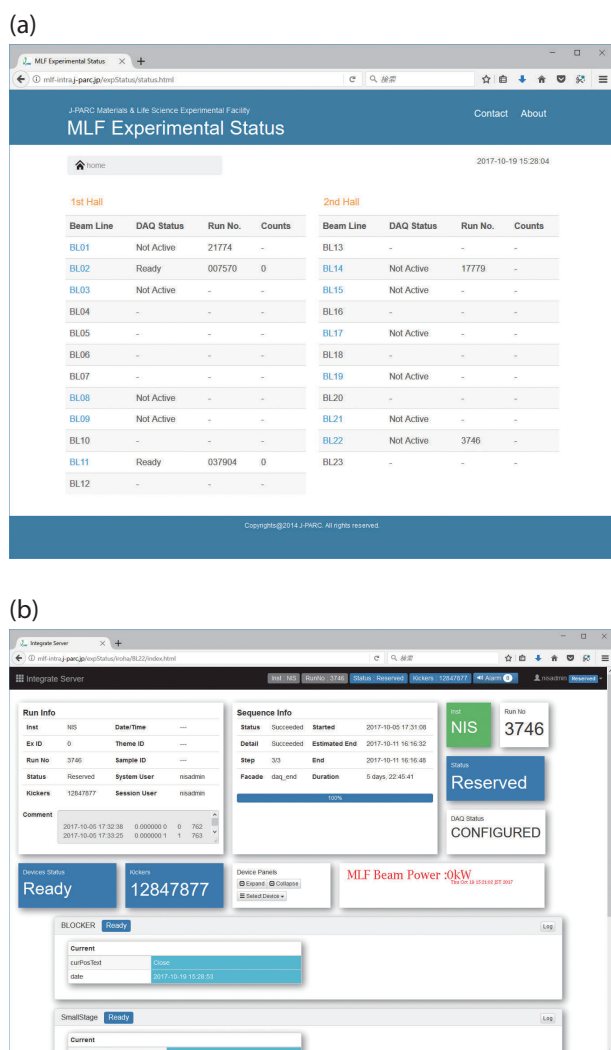 (a)
MLF Experimental Status
mlf-intra.j-parc.jp/expStatus/status.html
検索
J-PARC Materials & Life Science Experimental Facility
MLF Experimental Status
Contact About
home
2017-10-19 15:28:04
1st Hall
Beam Line DAQ Status Run No. Counts
BL01 Not Active 21774 -
BL02 Ready 007570 0
BL03 Not Active - -
BL04 - - -
BL05 - - -
BL06 - - -
BL07 - - -
BL08 Not Active - -
BL09 Not Active - -
BL10 - - -
BL11 Ready 037904 0
BL12 - - -
2nd Hall
Beam Line DAQ Status Run No. Counts
BL13 - - -
BL14 Not Active 17779 -
BL15 Not Active - -
BL16 - - -
BL17 Not Active - -
BL18 - - -
BL19 Not Active - -
BL20 - - -
BL21 Not Active - -
BL22 Not Active 3746 -
BL23 - - -
Copyrights@2014 J-PARC. All rights reserved.
(b)
Integrate Server
mlf-intra.j-parc.jp/expStatus/iroha/BL22/index.html
検索
Integrate Server
Inst : NIS RunNo : 3746 Status : Reserved Kickers : 12847877 Alarm 0 nisadmin Reserved
Run Info
Inst NIS Date/Time ---
Ex ID 0 Theme ID ---
Run No 3746 Sample ID ---
Status Reserved System User nisadmin
Kickers 12847877 Session User nisadmin
Comment
2017-10-05 17:32:38 0.000000 0 0 762
2017-10-05 17:33:25 0.000000 1 1 763
Sequence Info
Status Succeeded Started 2017-10-05 17:31:08
Detail Succeeded Estimated End 2017-10-11 16:16:32
Step 3/3 End 2017-10-11 16:16:48
Facade daq_end Duration 5 days, 22:45:41
100%
Inst
NIS
Run No
3746
Status
Reserved
DAQ Status
CONFIGURED
Devices Status
Ready
Kickers
12847877
Device Panels
Expand Collapse
Select Device
MLF Beam Power :0kW
Thu Oct 19 15:21:02 JST 2017
BLOCKER Ready
Log
Current
curPosText Close
date 2017-10-19 15:28:53
SmallStage Ready
Log
Current